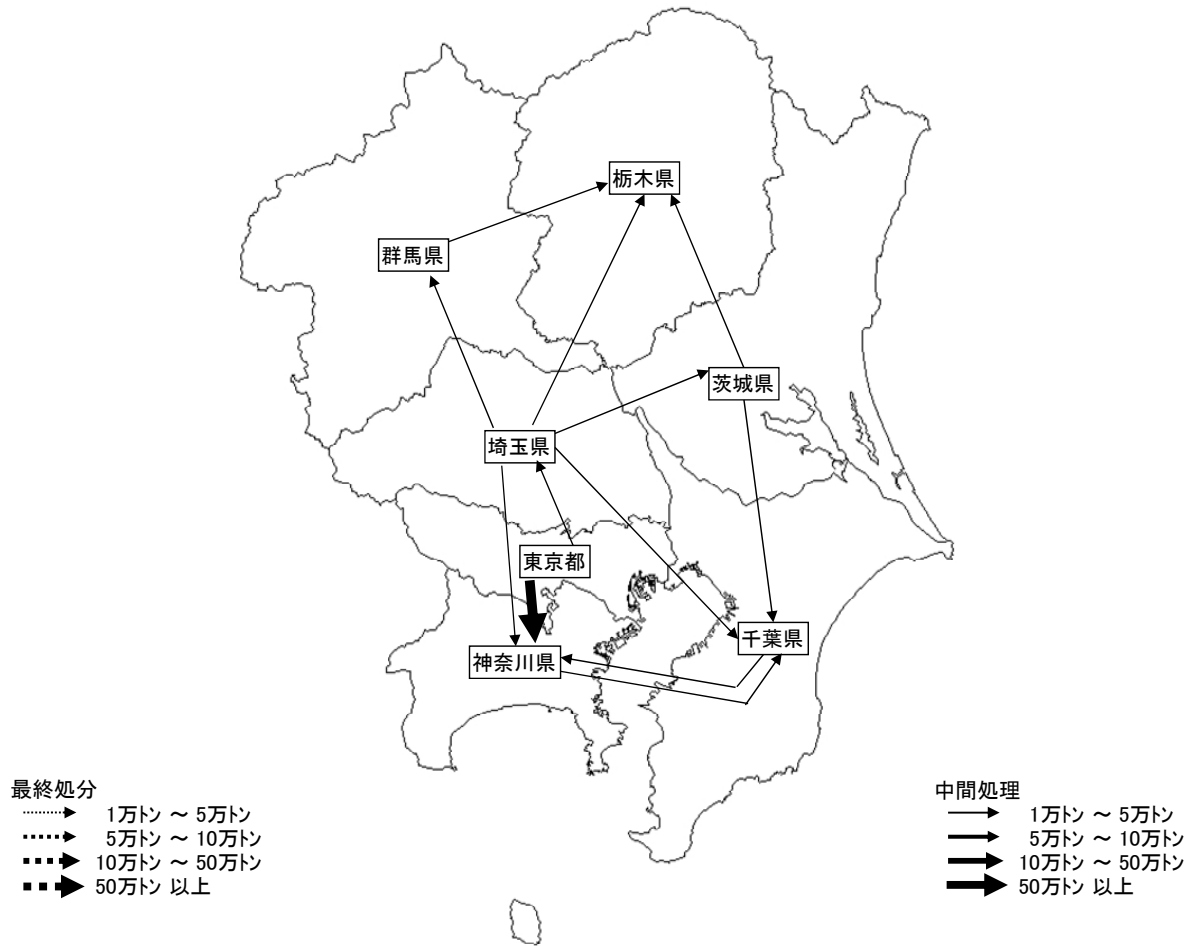 栃木県
群馬県
茨城県
埼玉県
東京都
千葉県
神奈川県
最終処分
1万トン ～ 5万トン
5万トン ～ 10万トン
10万トン ～ 50万トン
50万トン 以上
中間処理
1万トン ～ 5万トン
5万トン ～ 10万トン
10万トン ～ 50万トン
50万トン 以上